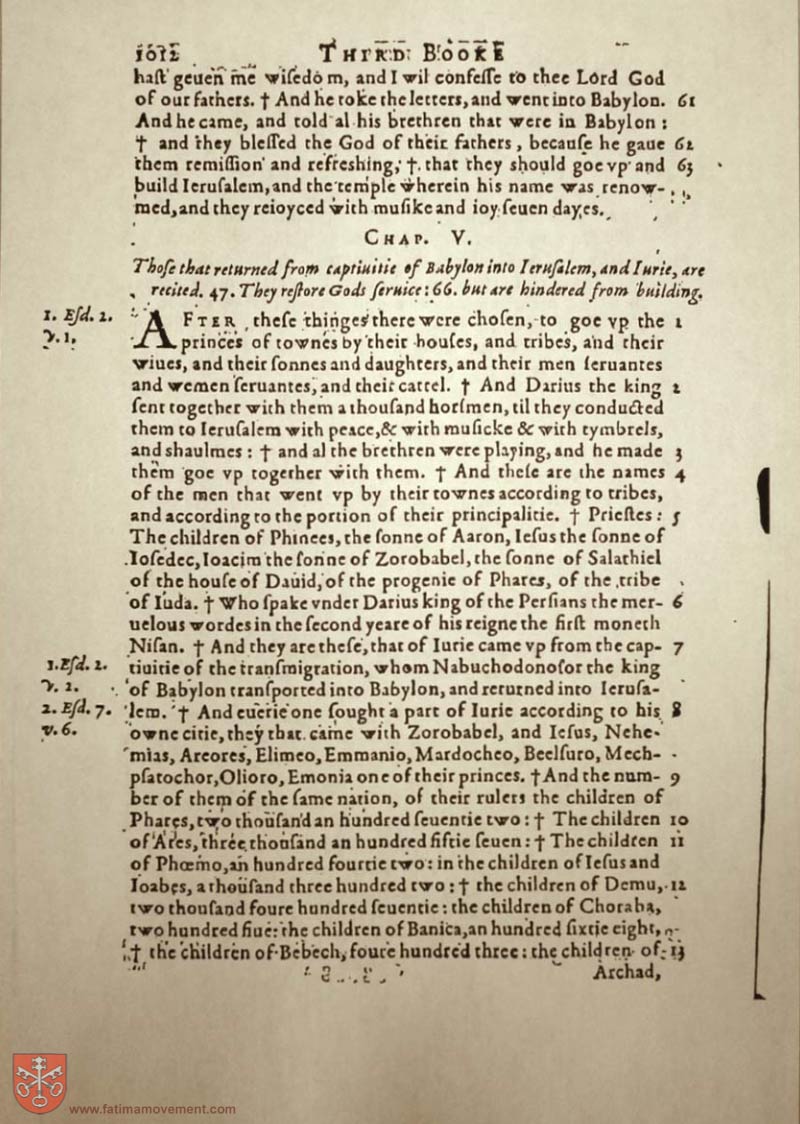 1012 THIRD BOOKE
haſt geuen me wiſedom, and I wil confeſſe to thee Lord God
of our fathers. † And he toke the letters, and went into Babylon. 61
And he came, and told al his brethren that were in Babylon :
† and they bleſſed the God of their fathers, becauſe he gaue 62
them remiſſion and refreſhing, † that they should goe vp and 63
build Ieruſalem, and the temple wherein his name was renow-
med, and they reioyced with muſike and ioy ſeuen dayes.
CHAP. V.
Thoſe that returned from captiuitie of Babylon into Ieruſalem, and Iurie, are
recited. 47. They reſtore Gods ſeruice: 66. but are hindered from building.
1. Eſd. 2. AFTER theſe thinges there were choſen, to goe vp the 1
v. 1. princes of townes by their houſes, and tribes, and their
wiues, and their ſonnes and daughters, and their men ſeruantes
and wemen ſeruantes, and their cattel. † And Darius the king 2
ſent together with them a thouſand horſmen, til they conducted
them to Ieruſalem with peace, & with muſicke & with tymbrels,
and shaulmes : † and al the brethren were playing, and he made 3
them goe vp together with them. † And theſe are the names 4
of the men that went vp by their townes according to tribes,
and according to the portion of their principalitie. † Prieſtes : 5
The children of Phinees, the ſonne of Aaron, Ieſus the ſonne of
Ioſedec, Ioacim the ſonne of Zorobabel, the ſonne of Salathiel
of the houſe of Dauid, of the progenie of Phares, of the tribe
of Iuda. † Who ſpake vnder Darius king of the Perſians the mer- 6
uelous wordes in the ſecond yeare of his reigne the firſt moneth
Niſan. † And they are theſe, that of Iurie came vp from the cap- 7
1. Eſd. 2. tiuitie of the tranſmigration, whom Nabuchodonoſor the king
v. 2. of Babylon tranſported into Babylon, and returned into Ieruſa-
2. Eſd. 7. lem. † And euerie one ſought a part of Iurie according to his 8
v. 6. owne citie, they that came with Zorobabel, and Ieſus, Nehe-
mias, Areores, Elimeo, Emmanio, Mardocheo, Beelſuro, Mech-
pſatochor, Olioro, Emonia one of their princes. † And the num- 9
ber of them of the ſame nation, of their rulers the children of
Phares, two thouſand an hundred ſeuentie two : † The children 10
of Ares, three thouſand an hundred fiftie ſeuen : † The children 11
of Phœmo, an hundred fourtie two : in the children of Ieſus and
Ioabes, a thouſand three hundred two : † the children of Demu, 12
two thouſand foure hundred ſeuentie : the children of Choraba,
two hundred fiue: the children of Banica, an hundred ſixtie eight,
† the children of Bebech, foure hundred three : the children of 13
Archad,
www.fatimamovement.com